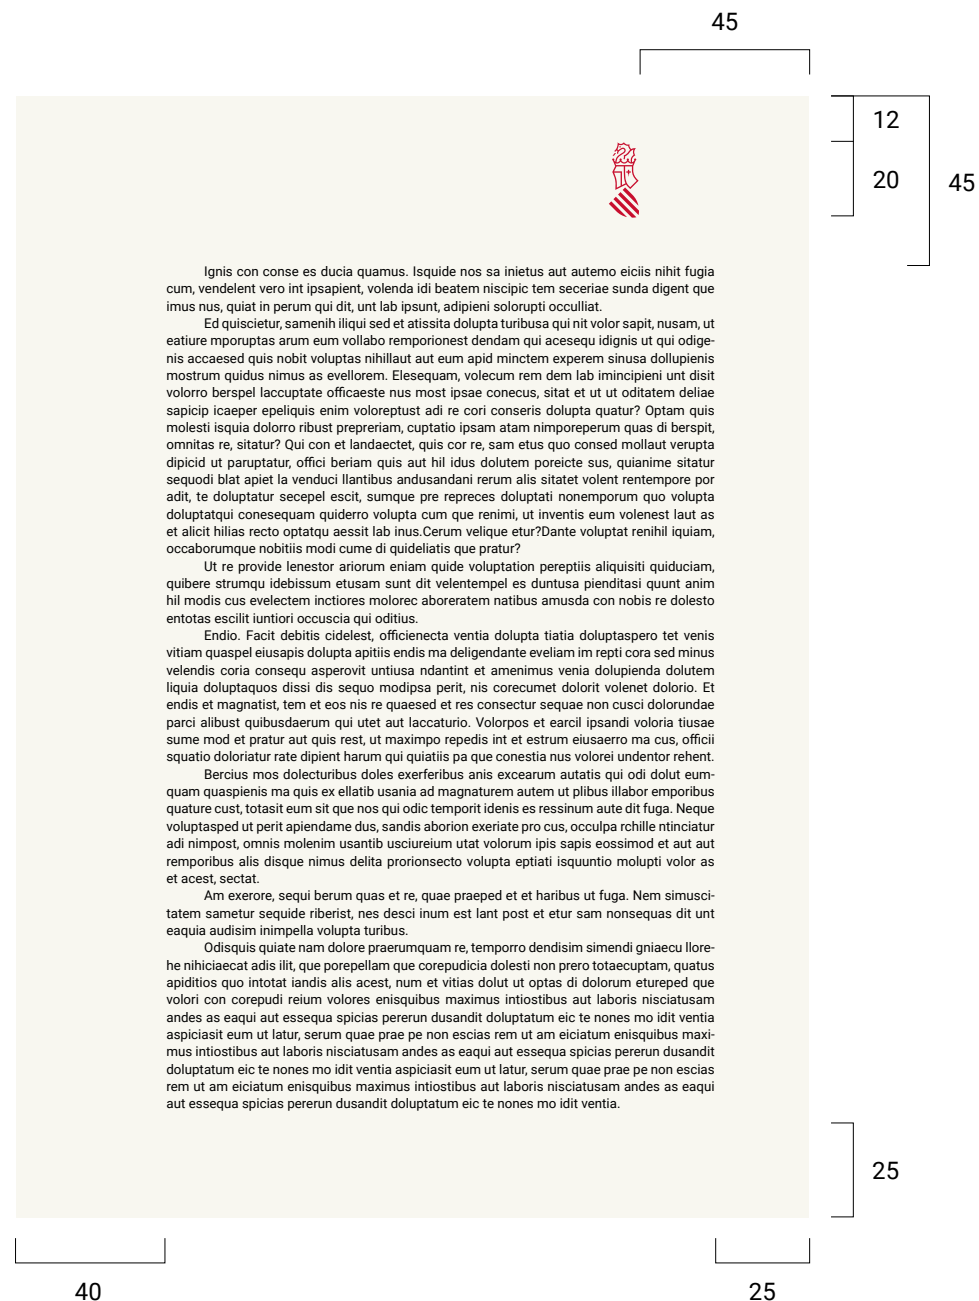 45
12
20
45
Ignis con conse es ducia quamus. Isquide nos sa inietus aut autemo eiciis nihit fugia
cum, vendelent vero int ipsapient, volenda idi beatem niscipic tem seceriae sunda digent que
imus nus, quiat in perum qui dit, unt lab ipsunt, adipieni solorupti occulliat.
Ed quiscietur, samenih iliqui sed et atissita dolupta turibusa qui nit volor sapit, nusam, ut
eatiure mporuptas arum eum vollabo remporionest dendam qui acesequ idignis ut qui odige-
nis accaesed quis nobit voluptas nihillaut aut eum apid minctem experem sinusa dollupienis
mostrum quidus nimus as evellorem. Elesequam, volecum rem dem lab imincipieni unt disit
volorro berspel laccuptate officaeste nus most ipsae conecus, sitat et ut ut oditatem deliae
sapicip icaeper epeliquis enim voloreptust adi re cori conseris dolupta quatur? Optam quis
molesti isquia dolorro ribust prepreriam, cuptatio ipsam atam nimporeperum quas di berspit,
omnitas re, sitatur? Qui con et landaectet, quis cor re, sam etus quo consed mollaut verupta
dipicid ut paruptatur, offici beriam quis aut hil idus dolutem poreicte sus, quianime sitatur
sequodi blat apiet la venduci llantibus andusandani rerum alis sitatet volent rentempore por
adit, te doluptatur secepel escit, sumque pre repreces doluptati nonemporum quo volupta
doluptatqui conesequam quiderro volupta cum que renimi, ut inventis eum volenest laut as
et alicit hilias recto optatqu aessit lab inus.Cerum velique etur?Dante voluptat renihil iquiam,
occaborumque nobitiis modi cume di quideliatis que pratur?
Ut re provide lenestor ariorum eniam quide voluptation pereptiis aliquisiti quiduciam,
quibere strumqu idebissum etusam sunt dit velentempel es duntusa pienditasi quunt anim
hil modis cus evelectem inctiores molorec aboreratem natibus amusda con nobis re dolesto
entotas escilit iuntiori occuscia qui oditius.
Endio. Facit debitis cidelest, officienecta ventia dolupta tiatia doluptaspero tet venis
vitiam quaspel eiusapis dolupta apitiis endis ma deligendante eveliam im repti cora sed minus
velendis coria consequ asperovit untiusa ndantint et amenimus venia dolupienda dolutem
liquia doluptaquos dissi dis sequo modipsa perit, nis corecumet dolorit volenet dolorio. Et
endis et magnatist, tem et eos nis re quaesed et res consectur sequae non cusci dolorundae
parci alibust quibusdaerum qui utet aut laccaturio. Volorpos et earcil ipsandi voloria tiusae
sume mod et pratur aut quis rest, ut maximpo repedis int et estrum eiusaerro ma cus, officii
squatio doloriatur rate dipient harum qui quiatiis pa que conestia nus volorei undentor rehent.
Bercius mos dolecturibus doles exerferibus anis excearum autatis qui odi dolut eum-
quam quaspienis ma quis ex ellatib usania ad magnaturem autem ut plibus illabor emporibus
quature cust, totasit eum sit que nos qui odic temporit idenis es ressinum aute dit fuga. Neque
voluptasped ut perit apiendame dus, sandis aborion exeriate pro cus, occulpa rchille ntinciatur
adi nimpost, omnis molenim usantib usciureium utat volorum ipis sapis eossimod et aut aut
remporibus alis disque nimus delita prorionsecto volupta eptiati isquuntio molupti volor as
et acest, sectat.
Am exerore, sequi berum quas et re, quae praeped et et haribus ut fuga. Nem simusci-
tatem sametur sequide riberist, nes desci inum est lant post et etur sam nonsequas dit unt
eaquia audisim inimpella volupta turibus.
Odisquis quiate nam dolore praerumquam re, temporro dendisim simendi gniaecu llore-
he nihiciaecat adis ilit, que porepellam que corepudicia dolesti non prero totaecuptam, quatus
apiditios quo intotat iandis alis acest, num et vitias dolut ut optas di dolorum etureped que
volori con corepudi reium volores enisquibus maximus intiostibus aut laboris nisciatusam
andes as eaqui aut essequa spicias pererun dusandit doluptatum eic te nones mo idit ventia
aspiciasit eum ut latur, serum quae prae pe non escias rem ut am eiciatum enisquibus maxi-
mus intiostibus aut laboris nisciatusam andes as eaqui aut essequa spicias pererun dusandit
doluptatum eic te nones mo idit ventia aspiciasit eum ut latur, serum quae prae pe non escias
rem ut am eiciatum enisquibus maximus intiostibus aut laboris nisciatusam andes as eaqui
aut essequa spicias pererun dusandit doluptatum eic te nones mo idit ventia.
25
40
25